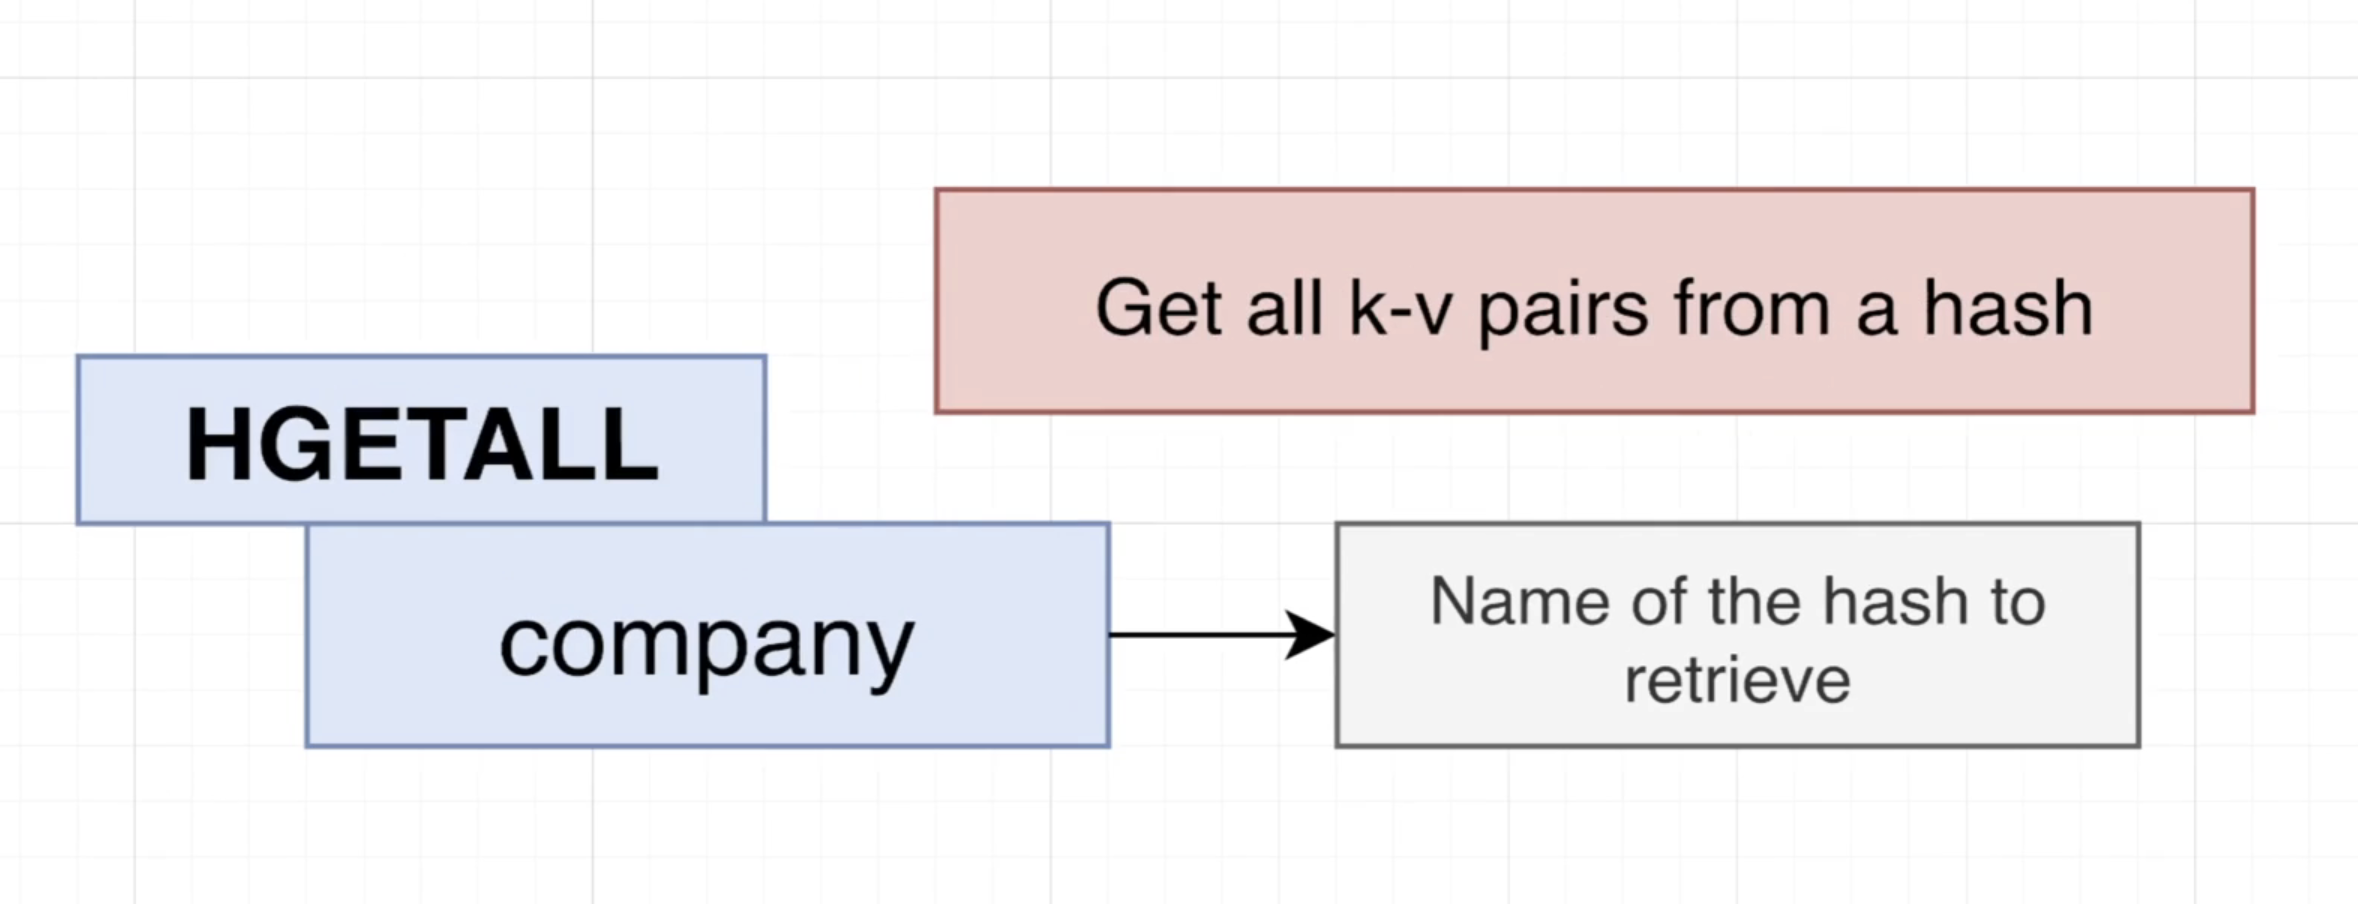 Get all k-v pairs from a hash
HGETALL
company
Name of the hash to
retrieve